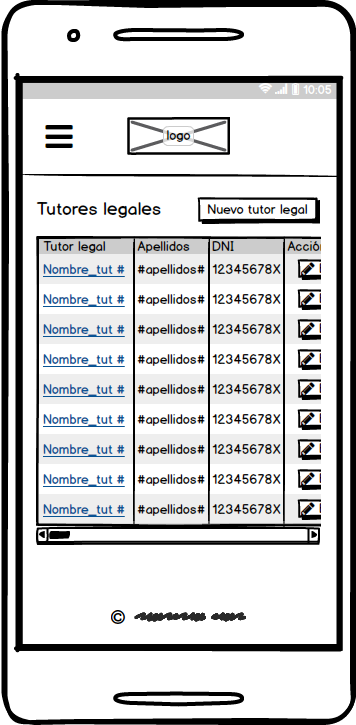 10:05
logo
Tutores legales Nuevo tutor legal
Tutor legal Apellidos DNI Acción
Nombre_tut # #apellidos# 12345678X
Nombre_tut # #apellidos# 12345678X
Nombre_tut # #apellidos# 12345678X
Nombre_tut # #apellidos# 12345678X
Nombre_tut # #apellidos# 12345678X
Nombre_tut # #apellidos# 12345678X
Nombre_tut # #apellidos# 12345678X
Nombre_tut # #apellidos# 12345678X
Nombre_tut # #apellidos# 12345678X
©